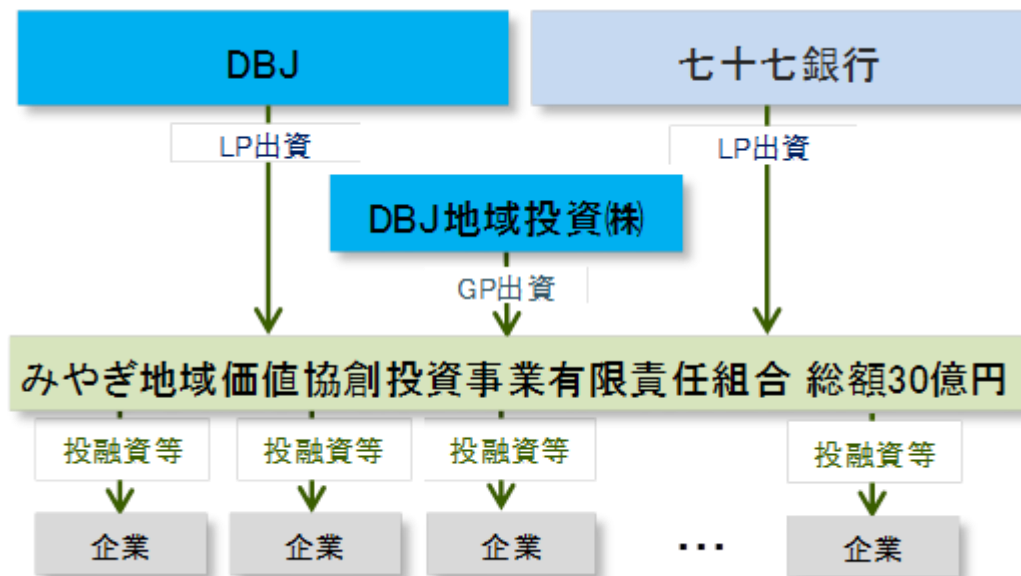 DBJ
七十七銀行
LP出資
LP出資
DBJ地域投資㈱
GP出資
みやぎ地域価値協創投資事業有限責任組合 総額30億円
投融資等
投融資等
投融資等
投融資等
企業
企業
企業
・・・
企業